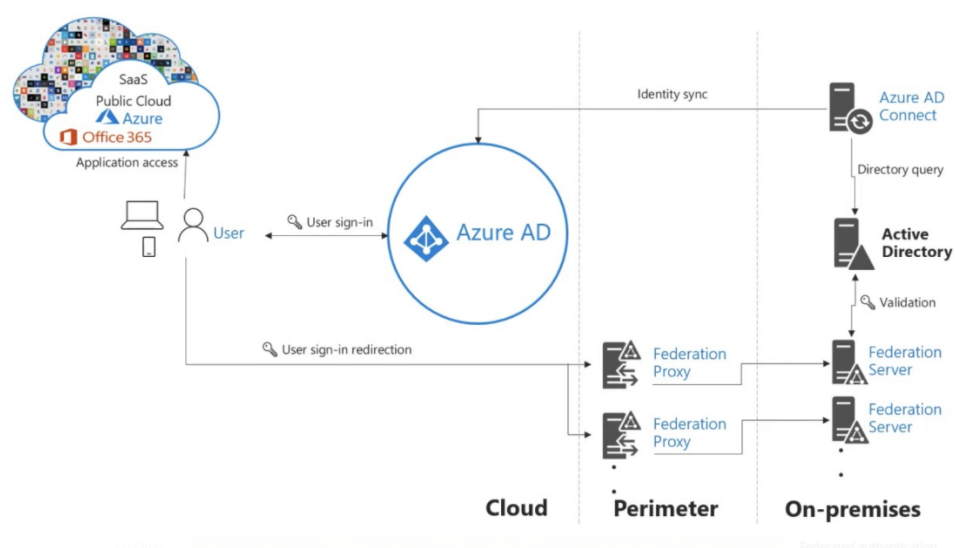 SaaS
Public Cloud
Azure
Office 365
Application access
User
User sign-in
Azure AD
Identity sync
Azure AD
Connect
Directory query
Active
Directory
Validation
User sign-in redirection
Federation
Proxy
Federation
Server
Federation
Proxy
Federation
Server
Cloud
Perimeter
On-premises